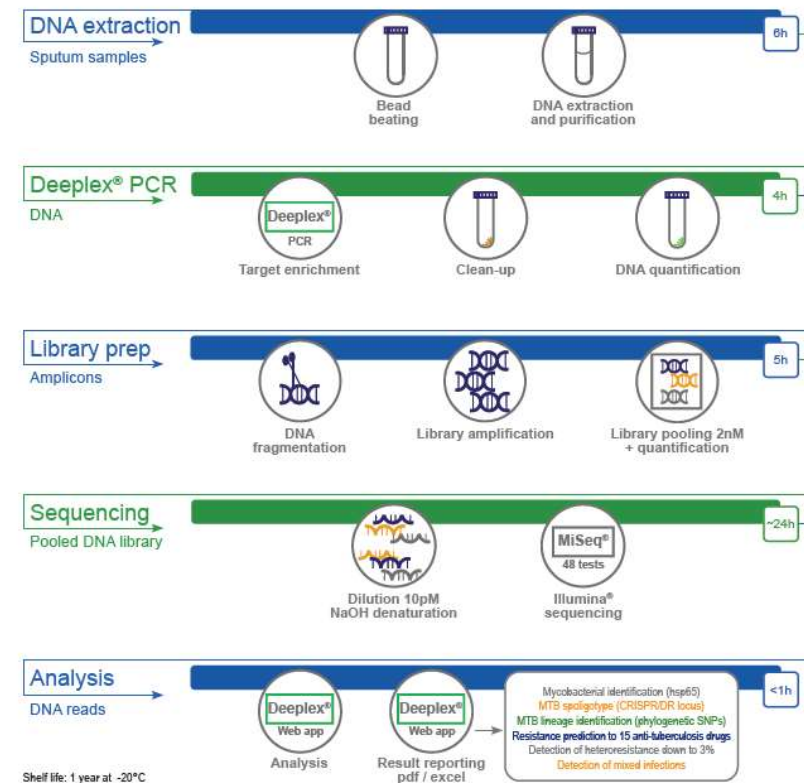 DNA extraction
6h
Sputum samples
Bead
beating
DNA extraction
and purification
Deeplex® PCR
4h
DNA
Deeplex®
PCR
Target enrichment
Clean-up
DNA quantification
Library prep
5h
Amplicons
DNA
fragmentation
Library amplification
Library pooling 2nM
+ quantification
Sequencing
~24h
Pooled DNA library
MiSeq®
48 tests
Dilution 10pM
NaOH denaturation
Illumina®
sequencing
Analysis
<1h
DNA reads
Deeplex®
Web app
Analysis
Deeplex®
Web app
Result reporting
pdf / excel
Mycobacterial identification (hsp65)
MTB spoligotype (CRISPR/DR locus)
MTB lineage identification (phylogenetic SNPs)
Resistance prediction to 15 anti-tuberculosis drugs
Detection of heteroresistance down to 3%
Detection of mixed infections
Shelf life: 1 year at -20°C